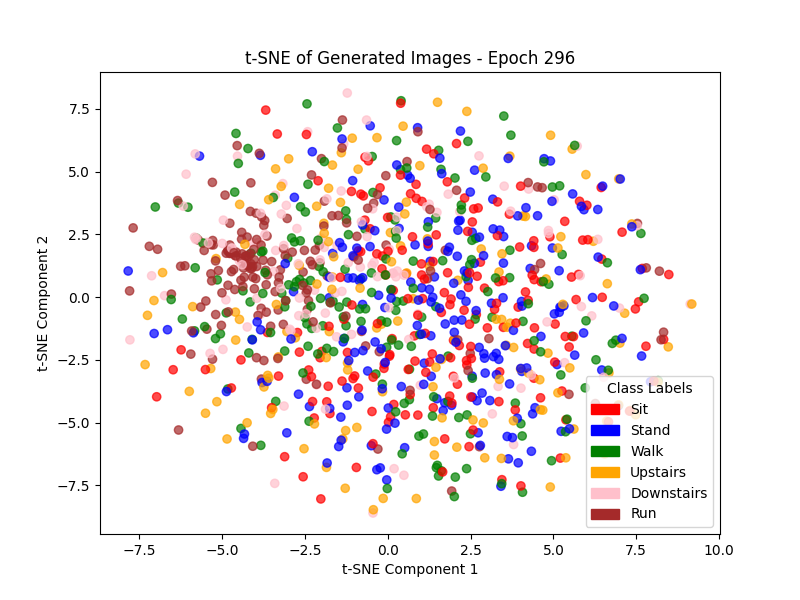 t-SNE of Generated Images - Epoch 296
t-SNE Component 2
7.5
5.0
2.5
0.0
−2.5
−5.0
−7.5
−7.5
−5.0
−2.5
0.0
2.5
5.0
7.5
10.0
t-SNE Component 1
Class Labels
Sit
Stand
Walk
Upstairs
Downstairs
Run